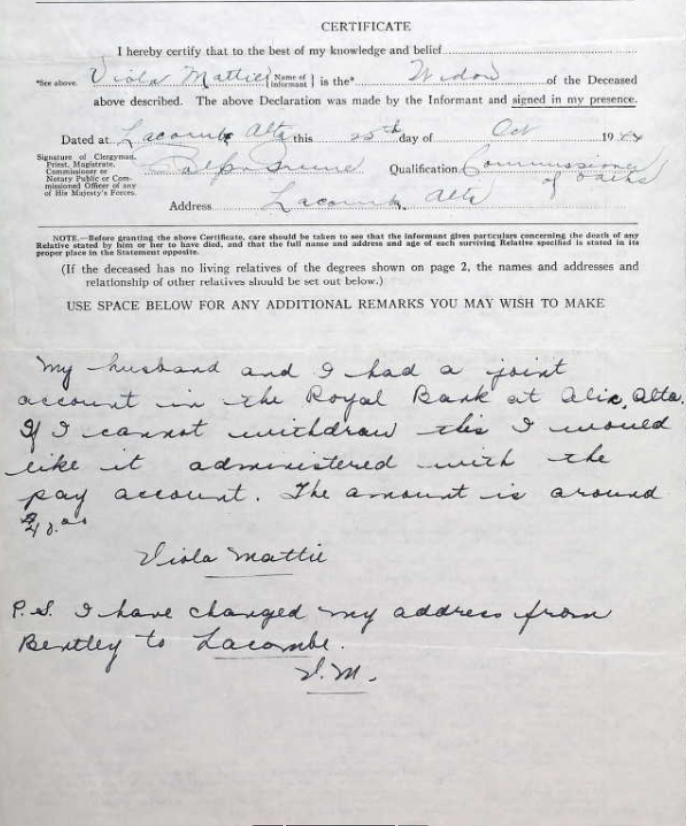 CERTIFICATE
I hereby certify that to the best of my knowledge and belief
*See above. Viola Mattie { Name of Informant } is the* Widow of the Deceased
above described. The above Declaration was made by the Informant and signed in my presence.
Dated at Lacombe Alta this 25th day of Oct 1944
Signature of Clergyman, Priest, Magistrate, Commissioner or Notary Public or Commissioned Officer of any of His Majesty's Forces.
Qualification Commissioner of Oaths
Address Lacombe, Alta
NOTE.—Before granting the above Certificate, care should be taken to see that the informant gives particulars concerning the death of any
Relative stated by him or her to have died, and that the full name and address and age of each surviving Relative specified is stated in its
proper place in the Statement opposite.
(If the deceased has no living relatives of the degrees shown on page 2, the names and addresses and
relationship of other relatives should be set out below.)
USE SPACE BELOW FOR ANY ADDITIONAL REMARKS YOU MAY WISH TO MAKE
My husband and I had a joint
account in the Royal Bank at Alix, Alta.
If I cannot withdraw this I would
like it administered with the
pay account. The amount is around
Viola Mattie
P.S. I have changed my address from
Bentley to Lacombe.
V.M.